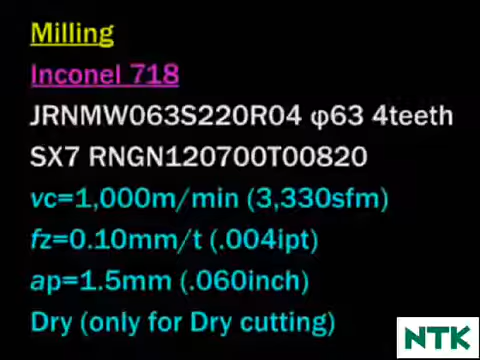 Milling
Inconel 718
JRNMW063S220R04 φ63 4teeth
SX7 RNGN120700T00820
vc=1,000m/min (3,330sfm)
fz=0.10mm/t (.004ipt)
ap=1.5mm (.060inch)
Dry (only for Dry cutting)
NTK